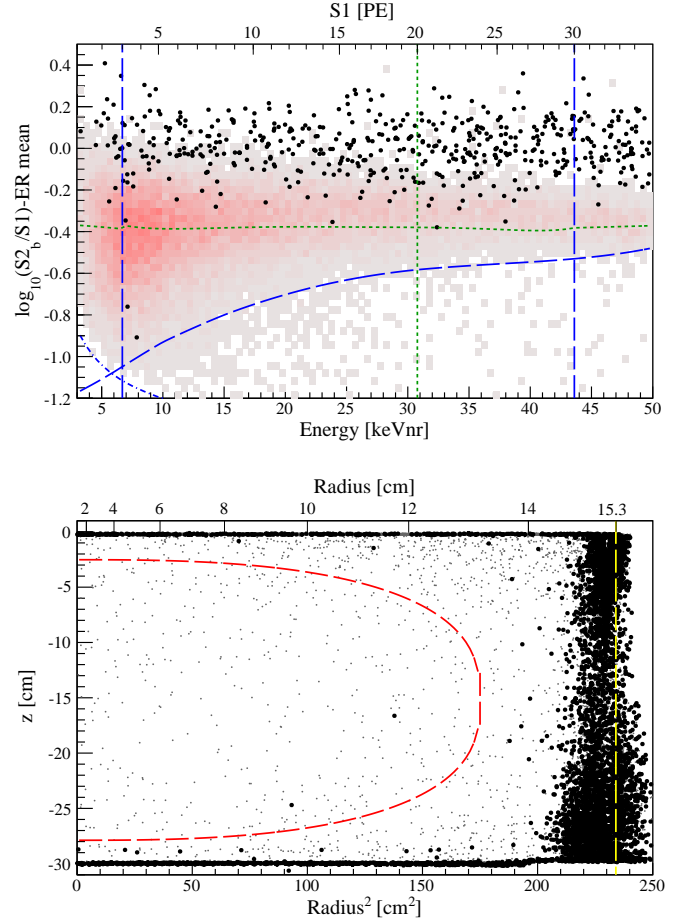 S1 [PE]
5 10 15 20 25 30
0.4
0.2
0.0
-0.2
-0.4
-0.6
-0.8
-1.0
-1.2
log10(S2b/S1)-ER mean
5 10 15 20 25 30 35 40 45 50
Energy [keVnr]
Radius [cm]
2 4 6 8 10 12 14 15.3
0
-5
-10
-15
-20
-25
-30
z [cm]
0 50 100 150 200 250
Radius² [cm²]